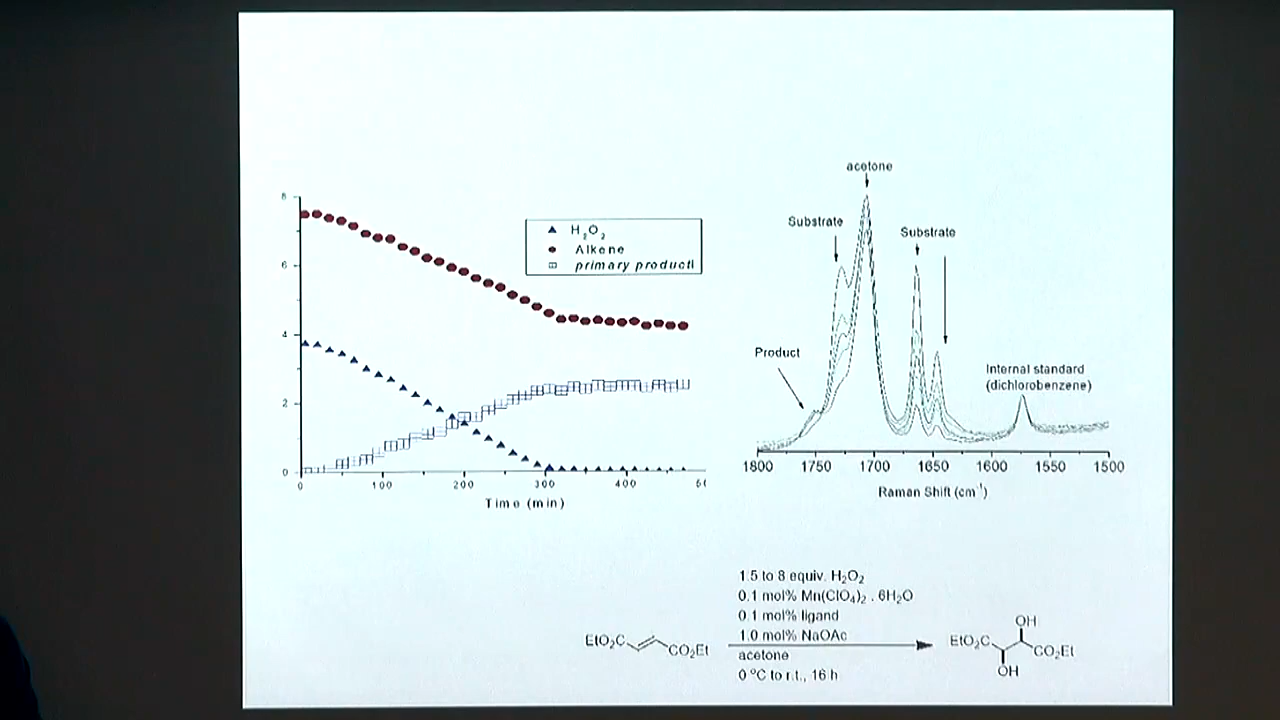 8
6
4
2
0
0 100 200 300 400
Time (min)
H₂O₂
Alkene
primary producti
acetone
Substrate
Substrate
Product
Internal standard
(dichlorobenzene)
1800 1750 1700 1650 1600 1550 1500
Raman Shift (cm⁻¹)
1.5 to 8 equiv. H₂O₂
0.1 mol% Mn(ClO₄)₂ . 6H₂O
0.1 mol% ligand
1.0 mol% NaOAc
acetone
0 °C to r.t., 16 h
EtO₂C
CO₂Et
OH
EtO₂C
CO₂Et
OH